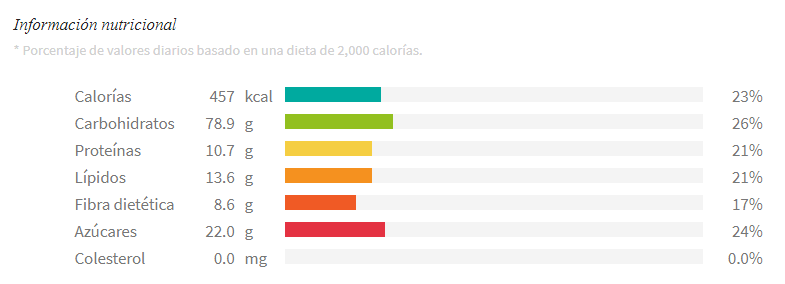 Información nutricional
* Porcentaje de valores diarios basado en una dieta de 2,000 calorías.
Calorías 457 kcal 23%
Carbohidratos 78.9 g 26%
Proteínas 10.7 g 21%
Lípidos 13.6 g 21%
Fibra dietética 8.6 g 17%
Azúcares 22.0 g 24%
Colesterol 0.0 mg 0.0%